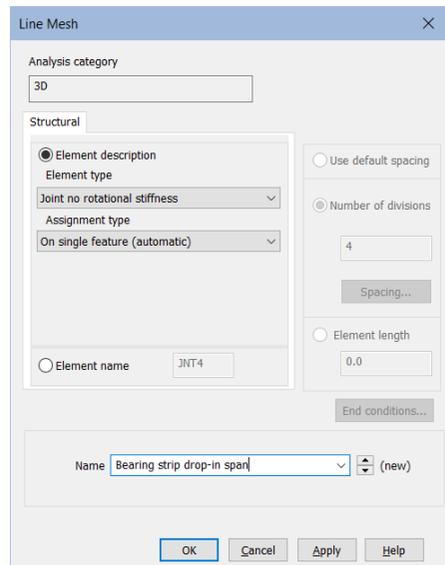 Line Mesh
Analysis category
3D
Structural
Element description
Element type
Joint no rotational stiffness
Assignment type
On single feature (automatic)
Element name JNT4
Use default spacing
Number of divisions
4
Spacing...
Element length
0.0
End conditions...
Name Bearing strip drop-in span (new)
OK Cancel Apply Help